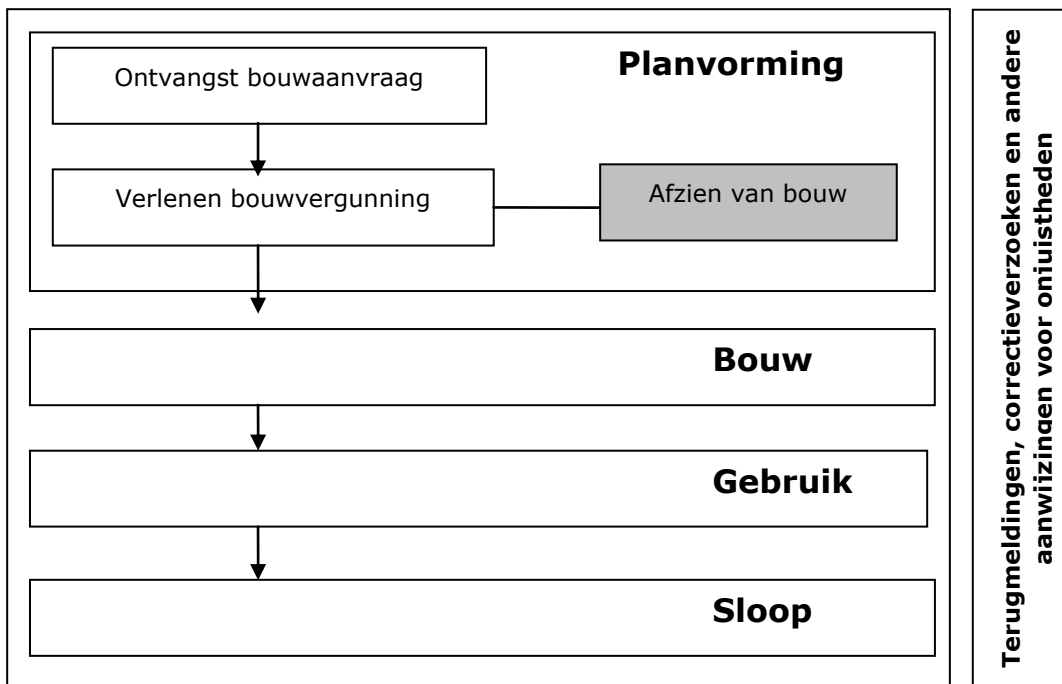 Planvorming
Ontvangst bouwaanvraag
Verlenen bouwvergunning
Afzien van bouw
Bouw
Gebruik
Sloop
Terugmeldingen, correctieverzoeken en andere
aanwijzingen voor onjuistheden